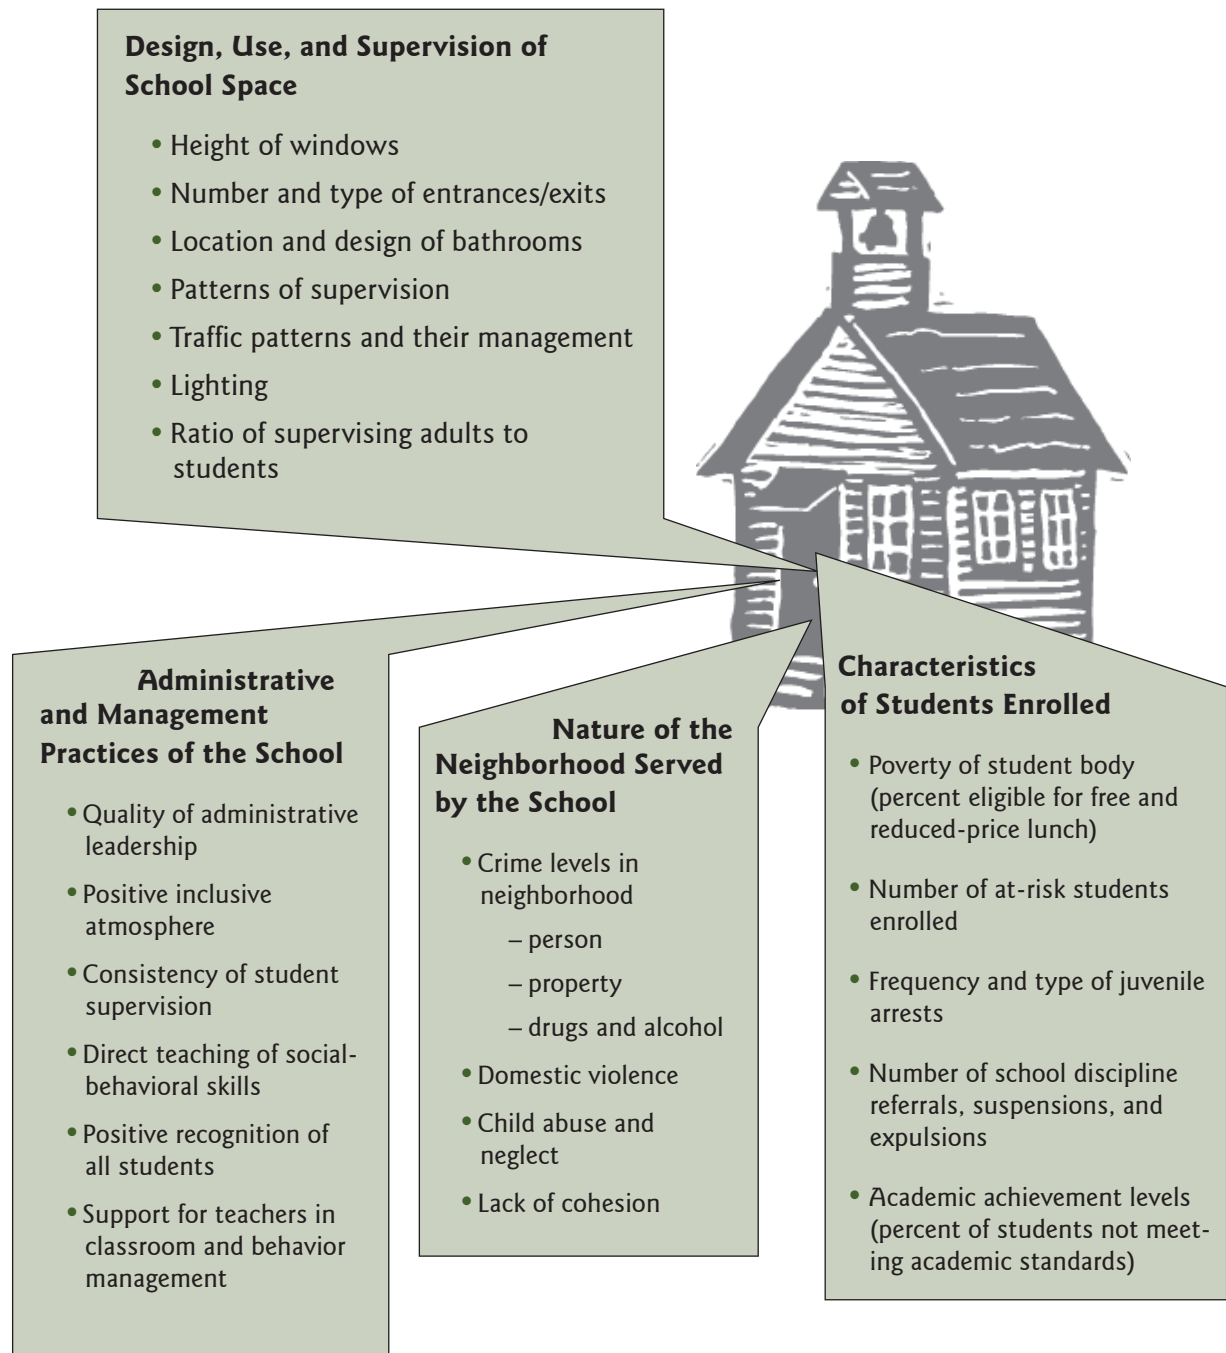 Design, Use, and Supervision of
School Space
• Height of windows
• Number and type of entrances/exits
• Location and design of bathrooms
• Patterns of supervision
• Traffic patterns and their management
• Lighting
• Ratio of supervising adults to
students
Administrative
and Management
Practices of the School
• Quality of administrative
leadership
• Positive inclusive
atmosphere
• Consistency of student
supervision
• Direct teaching of social-
behavioral skills
• Positive recognition of
all students
• Support for teachers in
classroom and behavior
management
Nature of the
Neighborhood Served
by the School
• Crime levels in
neighborhood
– person
– property
– drugs and alcohol
• Domestic violence
• Child abuse and
neglect
• Lack of cohesion
Characteristics
of Students Enrolled
• Poverty of student body
(percent eligible for free and
reduced-price lunch)
• Number of at-risk students
enrolled
• Frequency and type of juvenile
arrests
• Number of school discipline
referrals, suspensions, and
expulsions
• Academic achievement levels
(percent of students not meet-
ing academic standards)